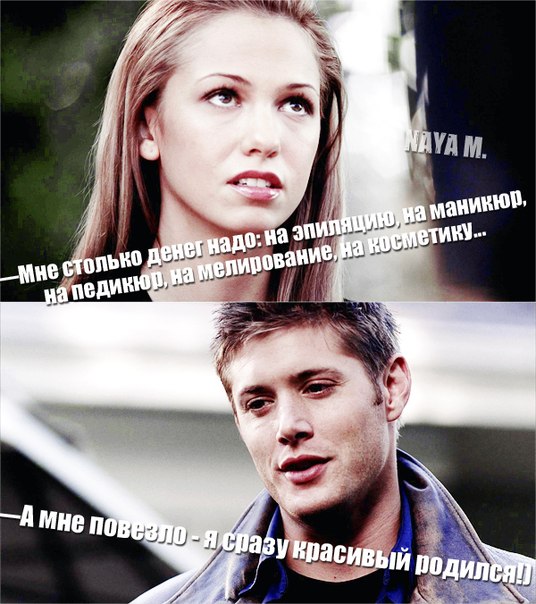 NAYA M.
—Мне столько денег надо: на эпиляцию, на маникюр,
на педикюр, на мелирование, на косметику...
—А мне повезло - я сразу красивый родился!)